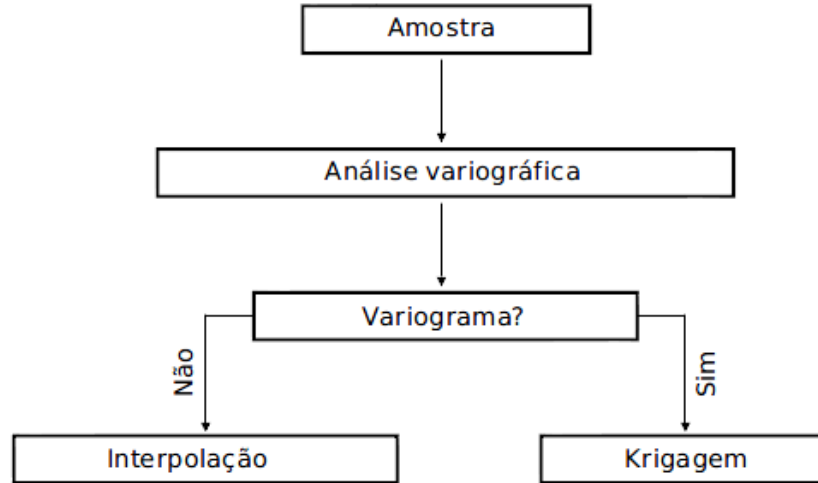 Amostra
Análise variográfica
Variograma?
Não
Sim
Interpolação
Krigagem